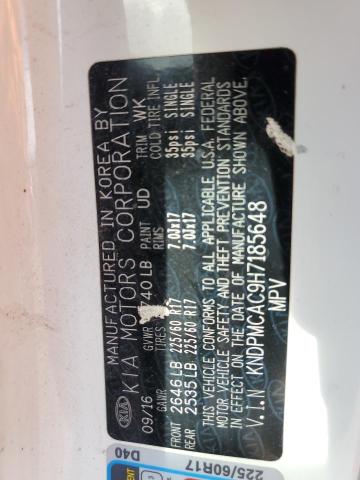 KIA
MANUFACTURED IN KOREA BY
KIA MOTORS CORPORATION
09/16 740 LB PAINT UD TRIM WK
GVWR
GAWR TIRES RIMS COLD TIRE INFL.
FRONT 2646 LB 225/60 R17 7.0JX17 35psi SINGLE
REAR 2535 LB 225/60 R17 7.0JX17 35psi SINGLE
THIS VEHICLE CONFORMS TO ALL APPLICABLE U.S.A. FEDERAL
MOTOR VEHICLE SAFETY AND THEFT PREVENTION STANDARDS
IN EFFECT ON THE DATE OF MANUFACTURE SHOWN ABOVE.
V.I.N KNDPMCAC9H7185648
MPV
D40
225/60R17